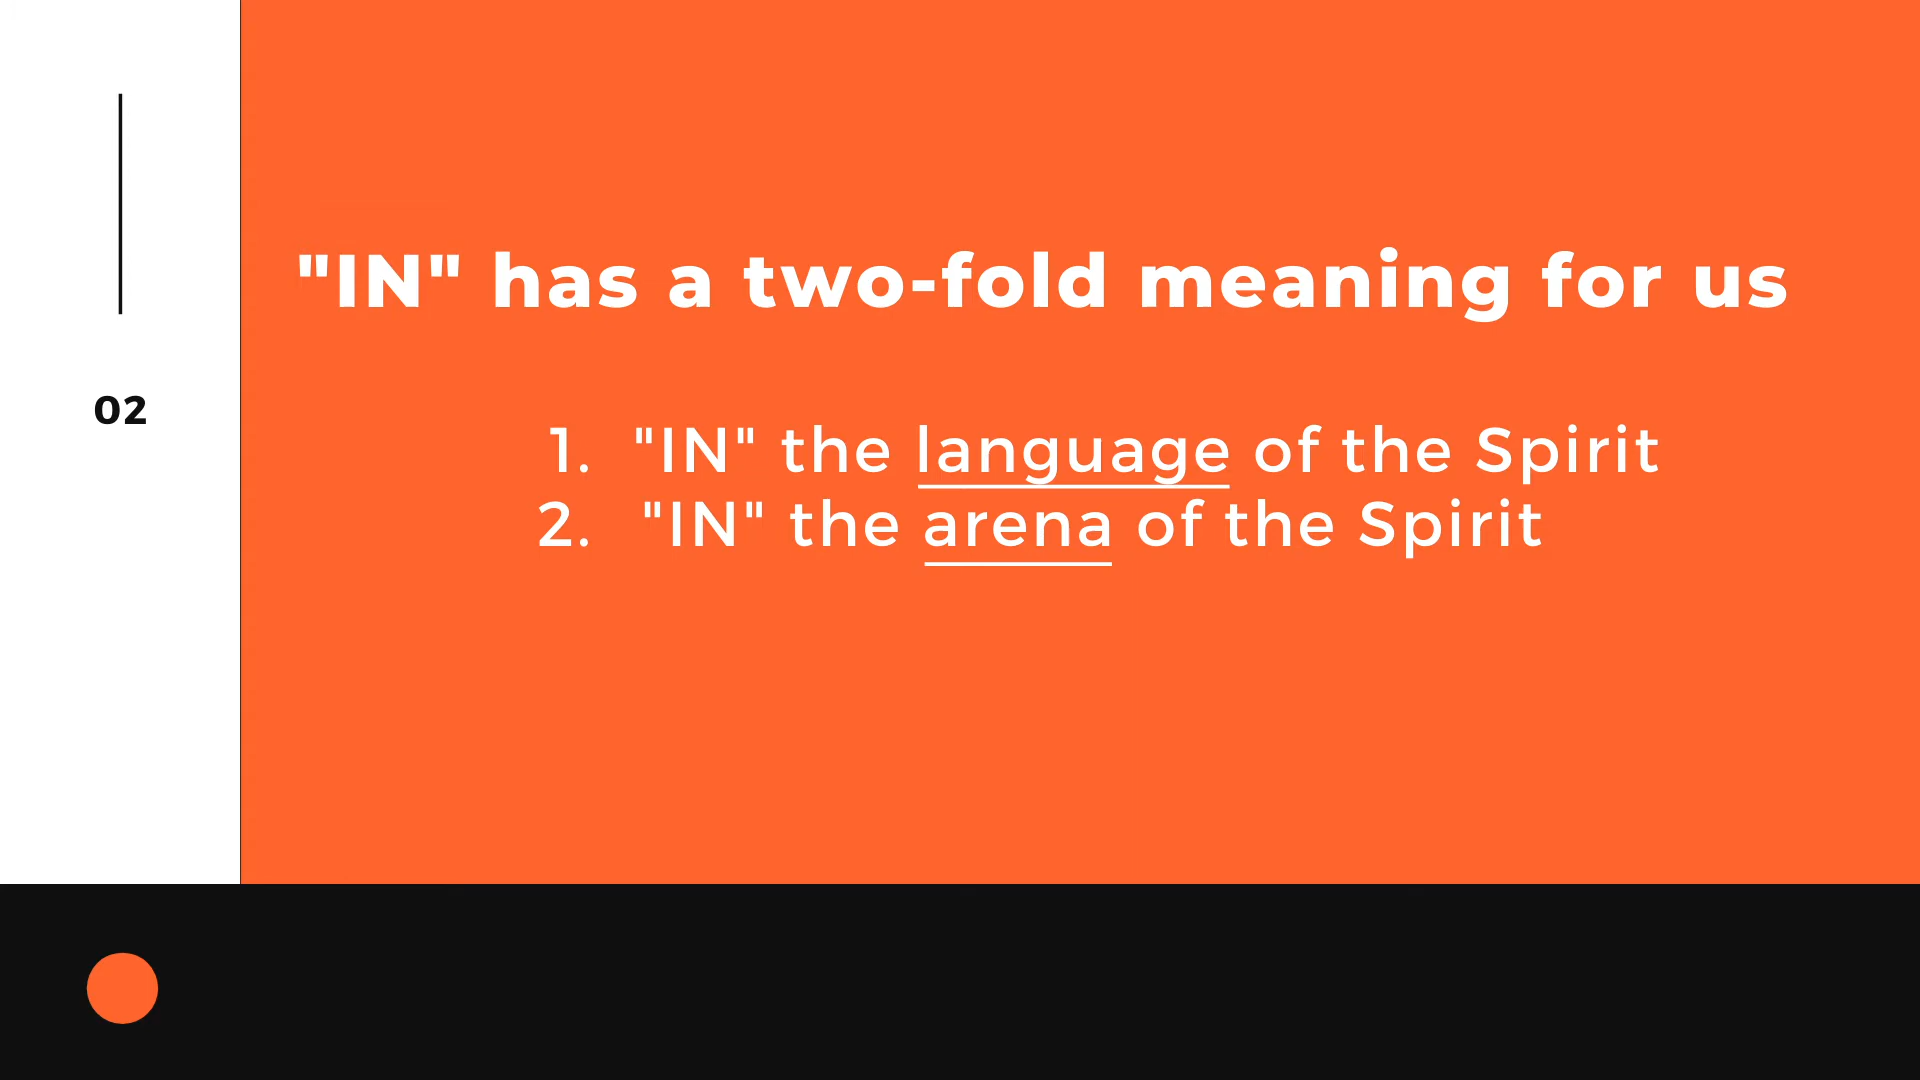 02
"IN" has a two-fold meaning for us
1. "IN" the language of the Spirit
2. "IN" the arena of the Spirit